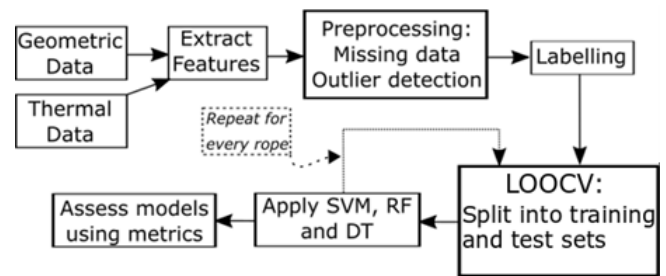 Geometric
Data
Extract
Features
Preprocessing:
Missing data
Outlier detection
Labelling
Thermal
Data
Repeat for
every rope
LOOCV:
Split into training
and test sets
Apply SVM, RF
and DT
Assess models
using metrics